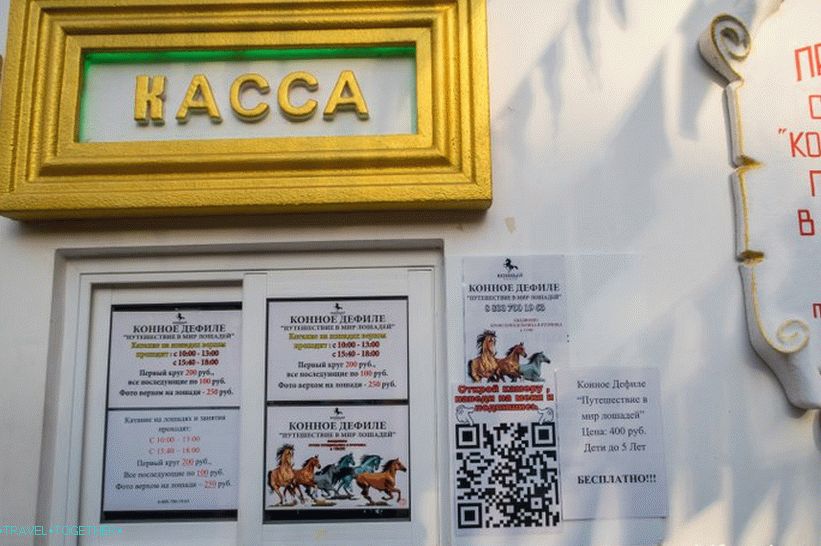 КАССА
КОННОЕ ДЕФИЛЕ
"ПУТЕШЕСТВИЕ В МИР ЛОШАДЕЙ"
Катание на лошадях верхом
проходит : с 10:00 - 13:00
с 15:40 - 18:00
Первый круг 200 руб,
все последующие по 100 руб.
Фото верхом на лошади - 250 руб.
Катание на лошадях и занятия
проходят:
С 10:00 - 13:00
С 15:40 - 18:00
Первый круг 200 руб.,
Все последующие по 100 руб.
Фото верхом на лошади – 250 руб.
КОННОЕ ДЕФИЛЕ
"ПУТЕШЕСТВИЕ В МИР ЛОШАДЕЙ"
Катание на лошадях верхом
проходит : с 10:00 - 13:00
с 15:40 - 18:00
Первый круг 200 руб,
все последующие по 100 руб.
Фото верхом на лошади - 250 руб.
КОННОЕ ДЕФИЛЕ
"ПУТЕШЕСТВИЕ В МИР ЛОШАДЕЙ"
КОННОЕ ДЕФИЛЕ
"ПУТЕШЕСТВИЕ В МИР ЛОШАДЕЙ"
Открой камеру ,
наведи на меня и
подпишись
Конное Дефиле
“Путешествие в
мир лошадей”
Цена: 400 руб.
Дети до 5 Лет
БЕСПЛАТНО!!!
"КО
В
•TRAVEL•TOGETHER•